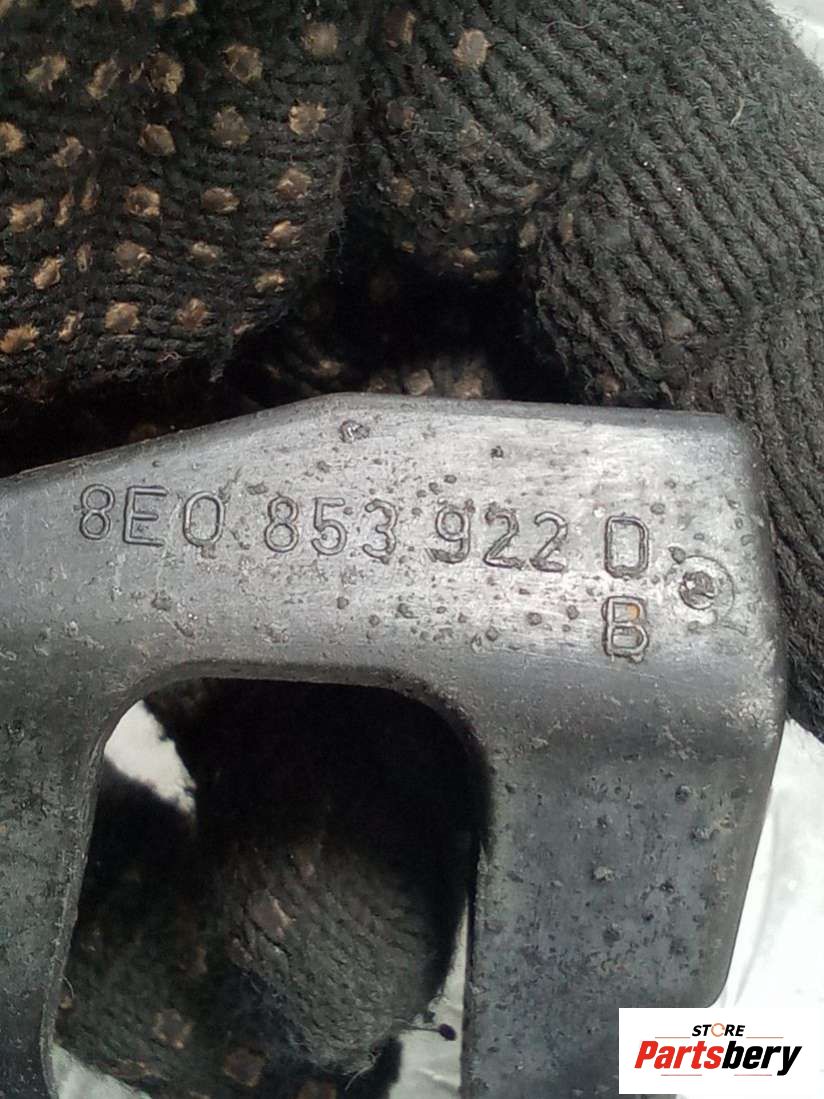 8E0 853 922 D
B
STORE
Partsbery